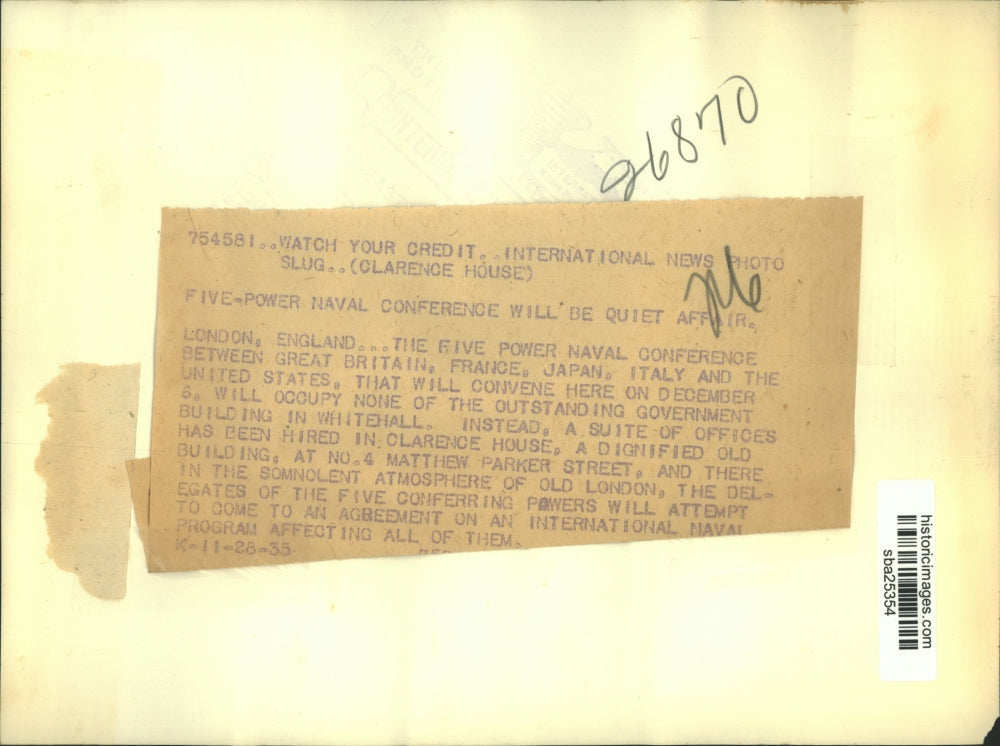 26870
754581..WATCH YOUR CREDIT..INTERNATIONAL NEWS PHOTO
SLUG..(CLARENCE HOUSE)
FIVE-POWER NAVAL CONFERENCE WILL BE QUIET AFFAIR.
LONDON, ENGLAND...THE FIVE POWER NAVAL CONFERENCE
BETWEEN GREAT BRITAIN, FRANCE, JAPAN, ITALY AND THE
UNITED STATES, THAT WILL CONVENE HERE ON DECEMBER
6, WILL OCCUPY NONE OF THE OUTSTANDING GOVERNMENT
BUILDING IN WHITEHALL. INSTEAD, A SUITE OF OFFICES
HAS BEEN HIRED IN CLARENCE HOUSE, A DIGNIFIED OLD
BUILDING, AT NO.4 MATTHEW PARKER STREET, AND THERE
IN THE SOMNOLENT ATMOSPHERE OF OLD LONDON, THE DEL-
EGATES OF THE FIVE CONFERRING POWERS WILL ATTEMPT
TO COME TO AN AGREEMENT ON AN INTERNATIONAL NAVAL
PROGRAM AFFECTING ALL OF THEM.
K-11-28-35
historicimages.com
sba25354